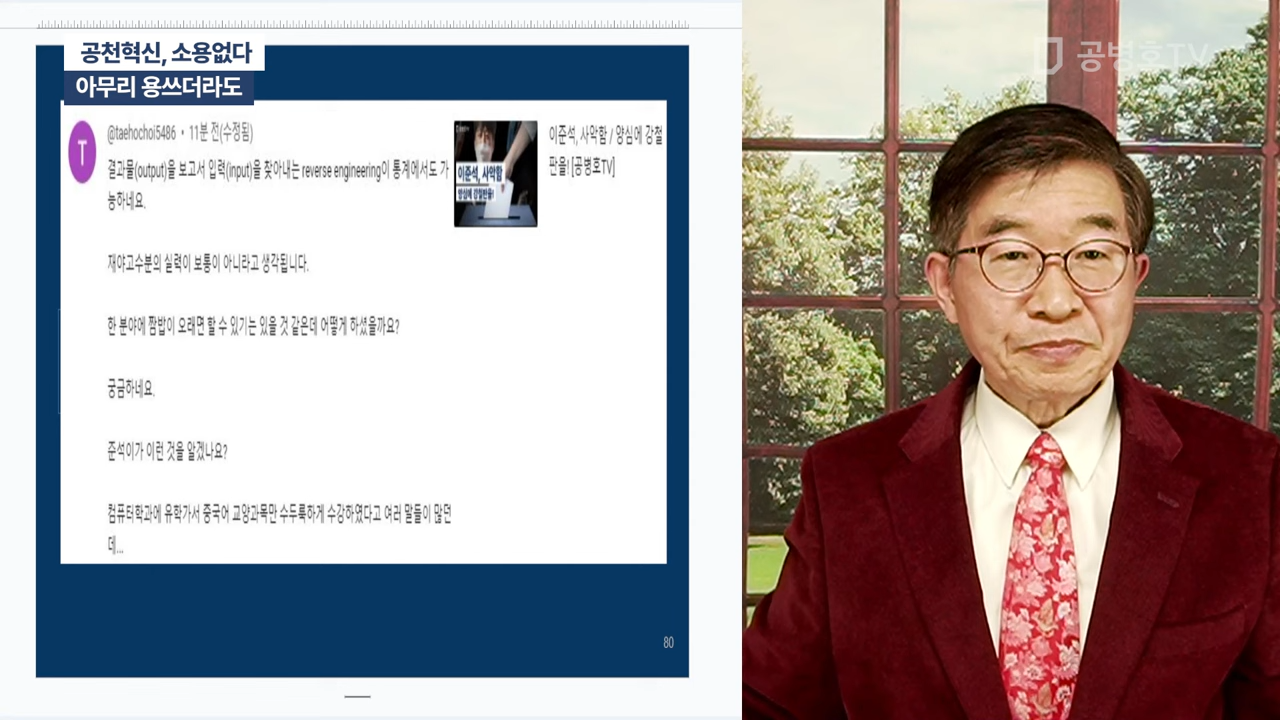 공천혁신, 소용없다
아무리 용쓰더라도
@taehochoi5486 • 11분 전(수정됨)
결과물(output)을 보고서 입력(input)을 찾아내는 reverse engineering이 통계에서도 가
능하네요.
재야고수분의 실력이 보통이 아니라고 생각됩니다.
한 분야에 짬밥이 오래면 할 수 있기는 있을 것 같은데 어떻게 하셨을까요?
궁금하네요.
준석이가 이런 것을 알겠나요?
컴퓨터학과에 유학가서 중국어 교양과목만 수두룩하게 수강하였다고 여러 말들이 많던
데...
T
이준석, 사악함
양심에 강철판을!
이준석, 사악함 / 양심에 강철
판을! [공병호TV]
80
공병호TV